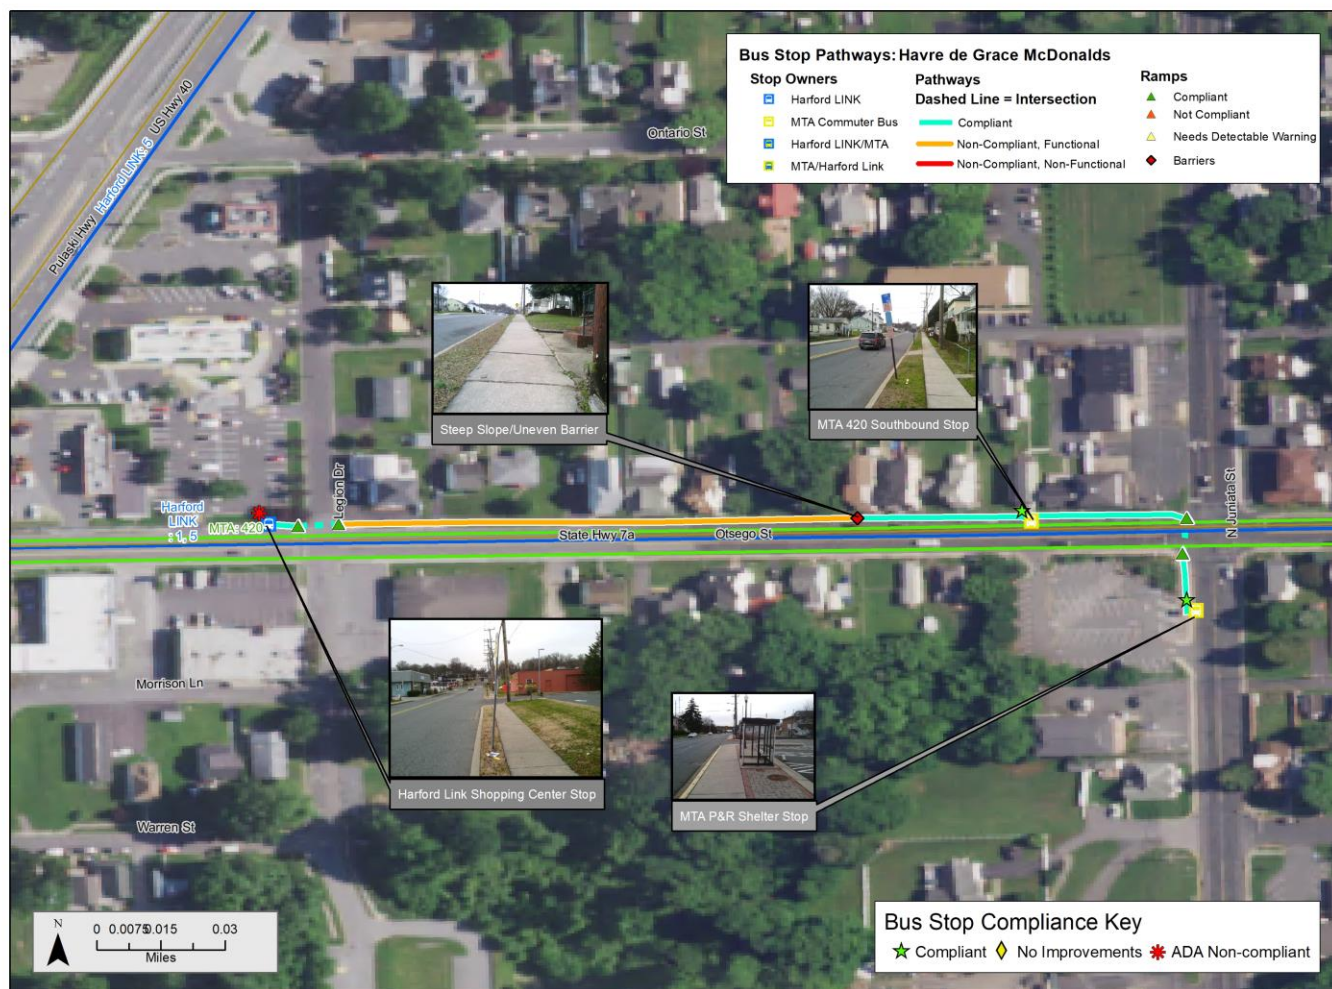 Bus Stop Pathways: Havre de Grace McDonalds
Stop Owners
Harford LINK
MTA Commuter Bus
Harford LINK/MTA
MTA/Harford Link
Pathways
Dashed Line = Intersection
Compliant
Non-Compliant, Functional
Non-Compliant, Non-Functional
Ramps
Compliant
Not Compliant
Needs Detectable Warning
Barriers
US Hwy 40
Harford LINK: 5
Pulaski Hwy
Ontario St
Steep Slope/Uneven Barrier
MTA 420 Southbound Stop
Legion Dr
N Juniata St
Harford
LINK
: 1, 5
MTA: 420
State Hwy 7a
Otsego St
Morrison Ln
Harford Link Shopping Center Stop
MTA P&R Shelter Stop
Warren St
N
0 0.0075 0.015 0.03
Miles
Bus Stop Compliance Key
Compliant No Improvements ADA Non-compliant